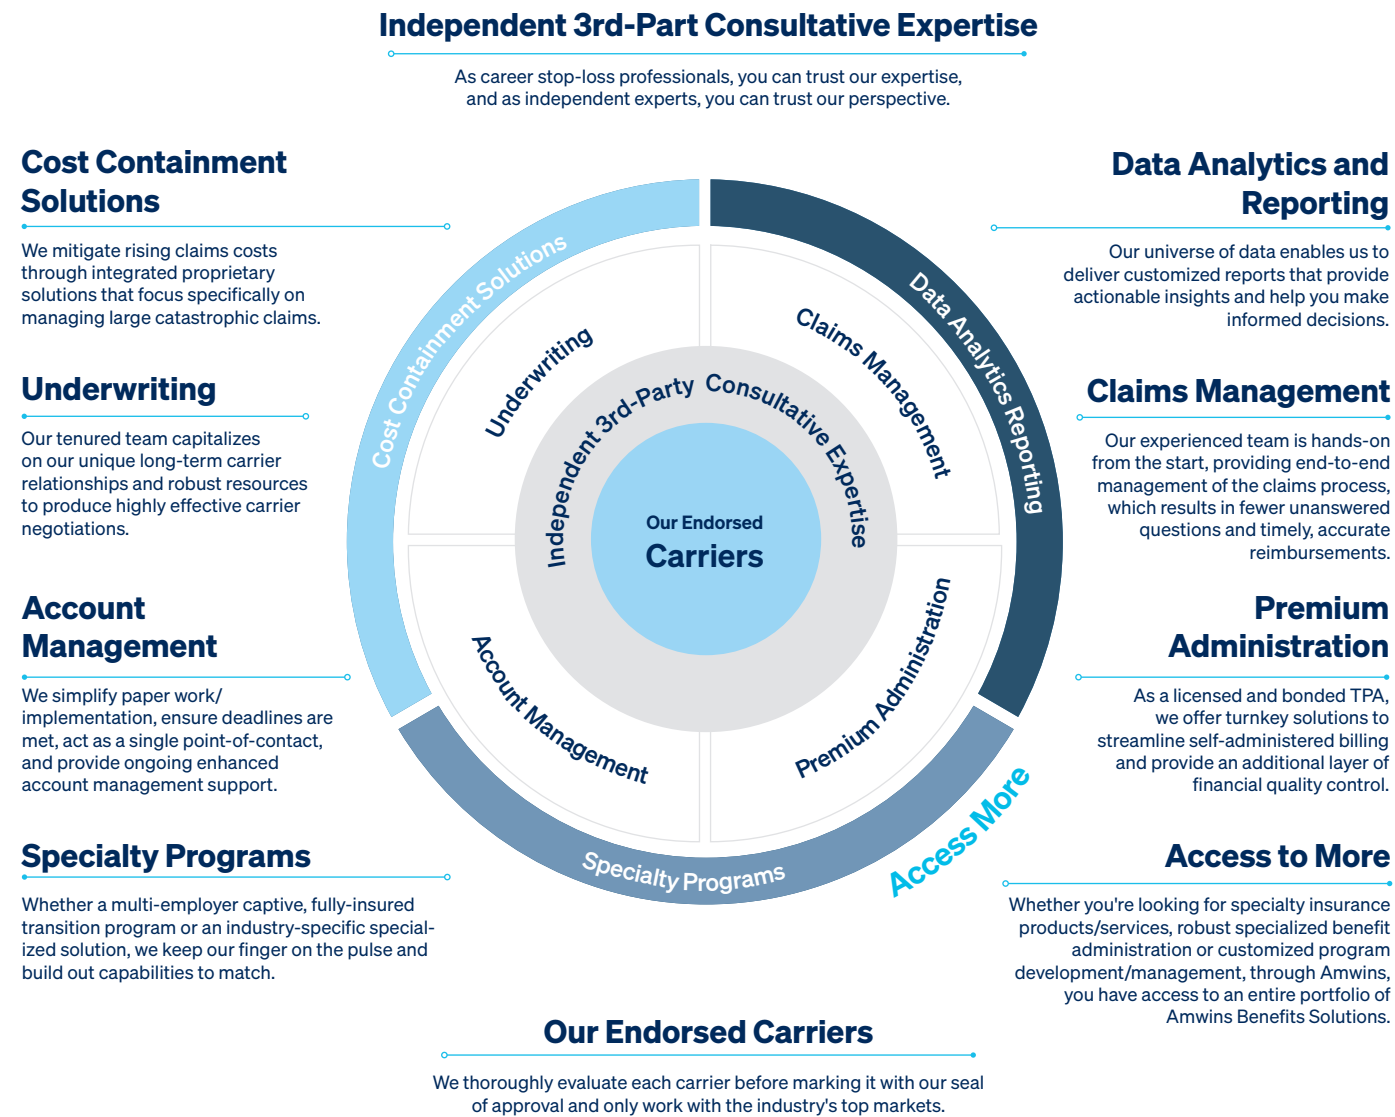 Independent 3rd-Part Consultative Expertise
As career stop-loss professionals, you can trust our expertise,
and as independent experts, you can trust our perspective.
Cost Containment
Solutions
We mitigate rising claims costs
through integrated proprietary
solutions that focus specifically on
managing large catastrophic claims.
Underwriting
Our tenured team capitalizes
on our unique long-term carrier
relationships and robust resources
to produce highly effective carrier
negotiations.
Account
Management
We simplify paper work/
implementation, ensure deadlines are
met, act as a single point-of-contact,
and provide ongoing enhanced
account management support.
Specialty Programs
Whether a multi-employer captive, fully-insured
transition program or an industry-specific special-
ized solution, we keep our finger on the pulse and
build out capabilities to match.
Cost Containment Solutions
Data Analytics Reporting
Underwriting
Claims Management
Independent 3rd-Party Consultative Expertise
Our Endorsed
Carriers
Account Management
Premium Administration
Specialty Programs
Access More
Data Analytics and
Reporting
Our universe of data enables us to
deliver customized reports that provide
actionable insights and help you make
informed decisions.
Claims Management
Our experienced team is hands-on
from the start, providing end-to-end
management of the claims process,
which results in fewer unanswered
questions and timely, accurate
reimbursements.
Premium
Administration
As a licensed and bonded TPA,
we offer turnkey solutions to
streamline self-administered billing
and provide an additional layer of
financial quality control.
Access to More
Whether you're looking for specialty insurance
products/services, robust specialized benefit
administration or customized program
development/management, through Amwins,
you have access to an entire portfolio of
Amwins Benefits Solutions.
Our Endorsed Carriers
We thoroughly evaluate each carrier before marking it with our seal
of approval and only work with the industry's top markets.